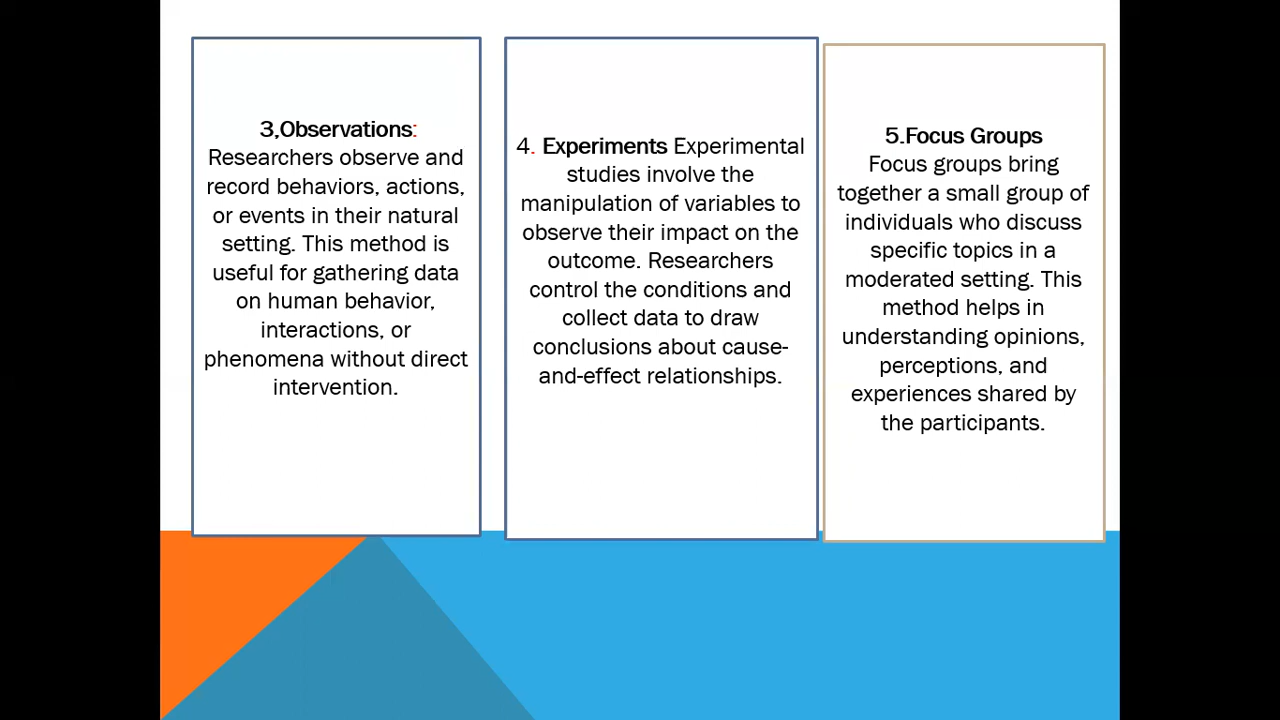 3,Observations:
Researchers observe and
record behaviors, actions,
or events in their natural
setting. This method is
useful for gathering data
on human behavior,
interactions, or
phenomena without direct
intervention.
4. Experiments Experimental
studies involve the
manipulation of variables to
observe their impact on the
outcome. Researchers
control the conditions and
collect data to draw
conclusions about cause-
and-effect relationships.
5.Focus Groups
Focus groups bring
together a small group of
individuals who discuss
specific topics in a
moderated setting. This
method helps in
understanding opinions,
perceptions, and
experiences shared by
the participants.